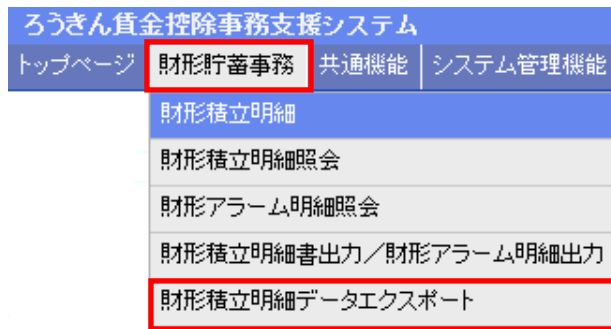 ろうきん賃金控除事務支援システム
トップページ 財形貯蓄事務 共通機能 システム管理機能
財形積立明細
財形積立明細照会
財形アラーム明細照会
財形積立明細書出力／財形アラーム明細出力
財形積立明細データエクスポート